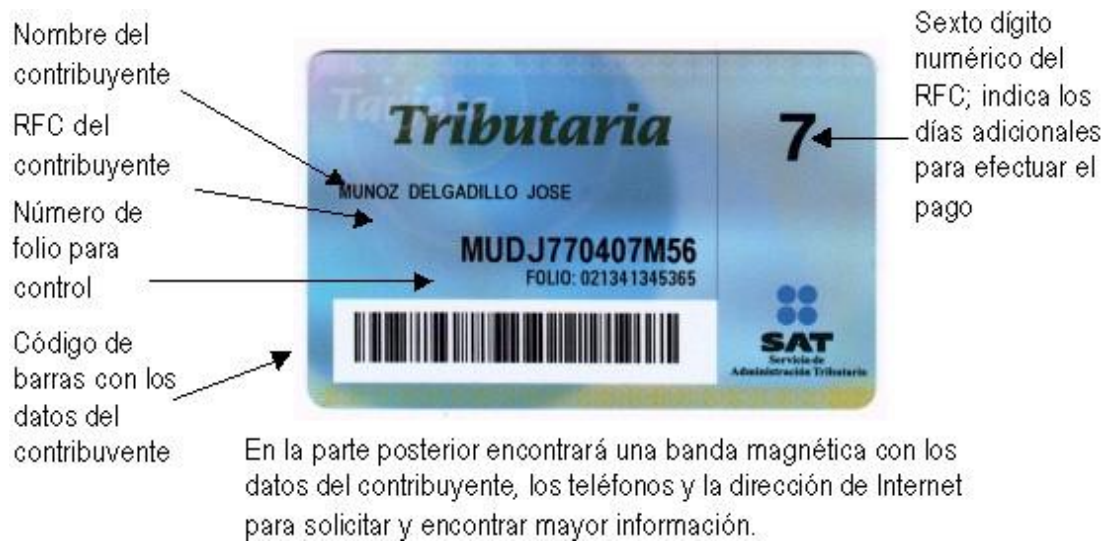 Nombre del
contribuyente
RFC del
contribuyente
Número de
folio para
control
Código de
barras con los
datos del
contribuvente
Tarjeta
Tributaria
MUNOZ DELGADILLO JOSE
MUDJ770407M56
FOLIO: 021341345365
7
SAT
Servicio de
Administración Tributaria
Sexto dígito
numérico del
RFC; indica los
días adicionales
para efectuar el
pago
En la parte posterior encontrará una banda magnética con los
datos del contribuyente, los teléfonos y la dirección de Internet
para solicitar y encontrar mayor información.